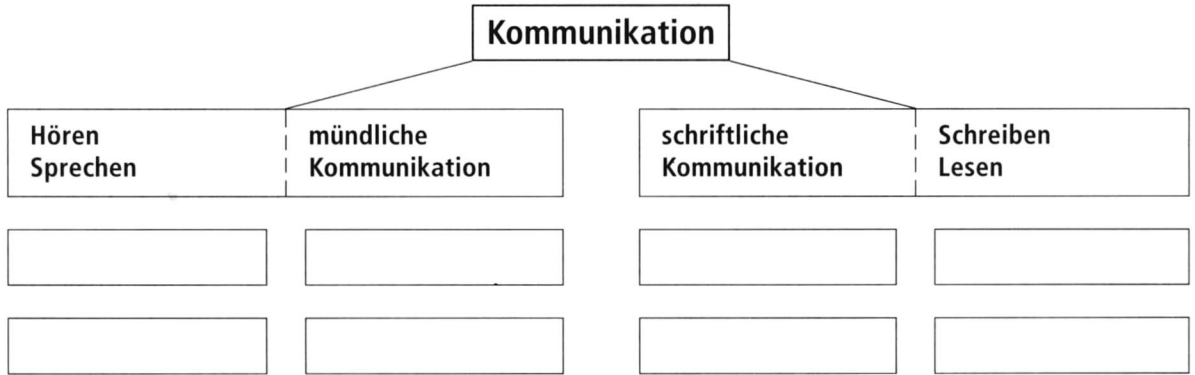 Kommunikation
Hören
Sprechen
mündliche
Kommunikation
schriftliche
Kommunikation
Schreiben
Lesen